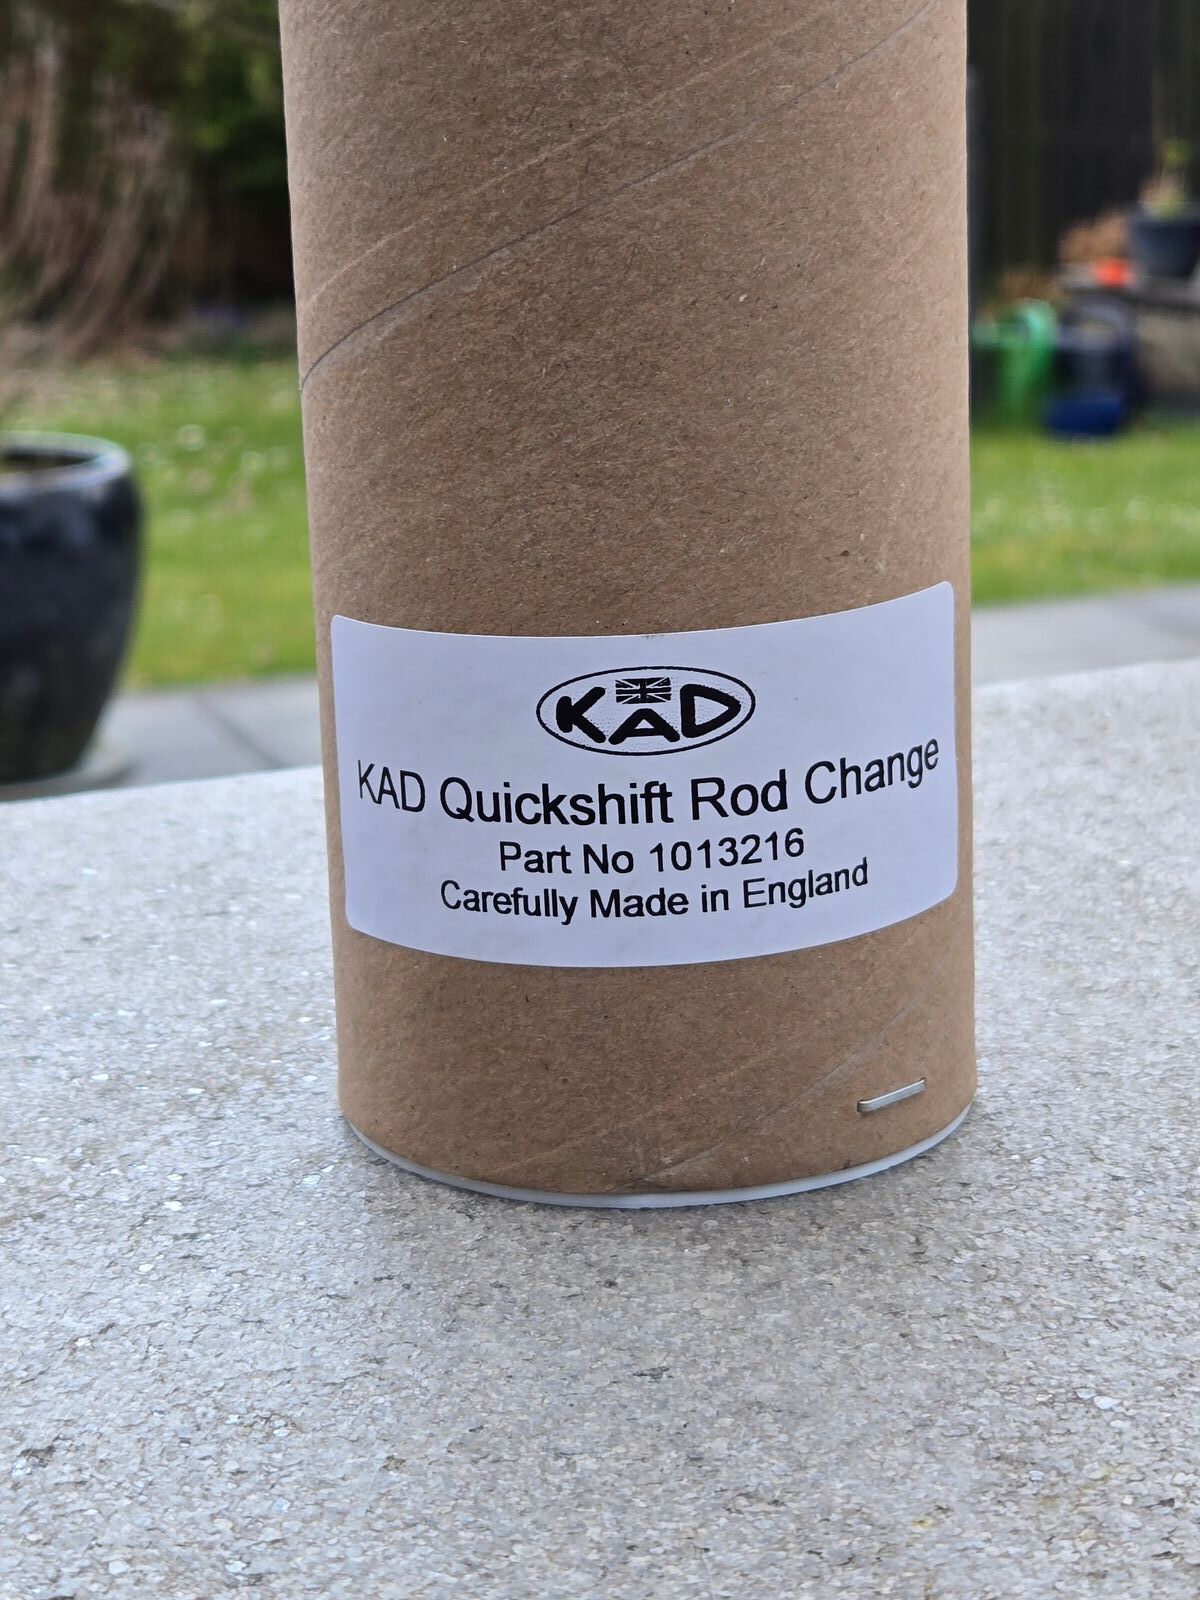 KAD
KAD Quickshift Rod Change
Part No 1013216
Carefully Made in England